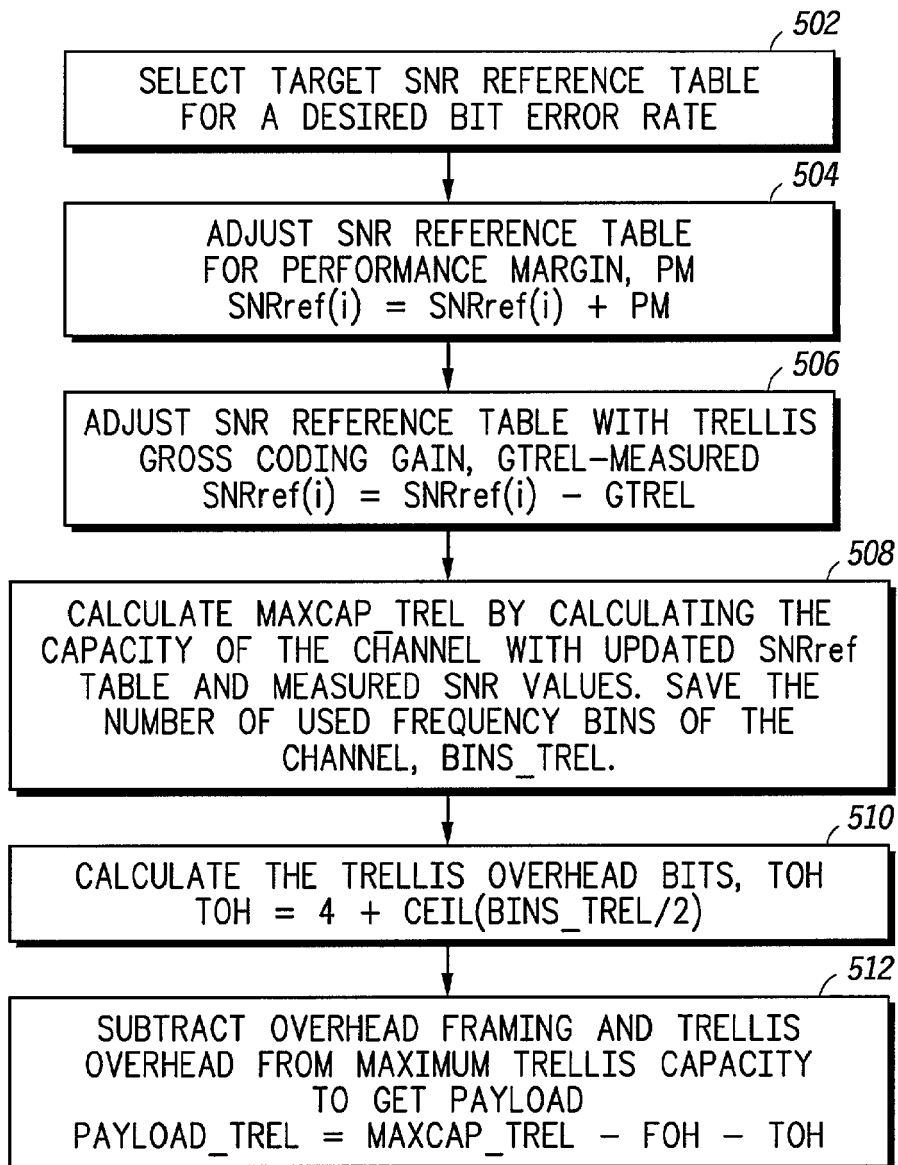 502
SELECT TARGET SNR REFERENCE TABLE
FOR A DESIRED BIT ERROR RATE
504
ADJUST SNR REFERENCE TABLE
FOR PERFORMANCE MARGIN, PM
SNRref(i) = SNRref(i) + PM
506
ADJUST SNR REFERENCE TABLE WITH TRELLIS
GROSS CODING GAIN, GTREL-MEASURED
SNRref(i) = SNRref(i) - GTREL
508
CALCULATE MAXCAP_TREL BY CALCULATING THE
CAPACITY OF THE CHANNEL WITH UPDATED SNRref
TABLE AND MEASURED SNR VALUES. SAVE THE
NUMBER OF USED FREQUENCY BINS OF THE
CHANNEL, BINS_TREL.
510
CALCULATE THE TRELLIS OVERHEAD BITS, TOH
TOH = 4 + CEIL(BINS_TREL/2)
512
SUBTRACT OVERHEAD FRAMING AND TRELLIS
OVERHEAD FROM MAXIMUM TRELLIS CAPACITY
TO GET PAYLOAD
PAYLOAD_TREL = MAXCAP_TREL - FOH - TOH